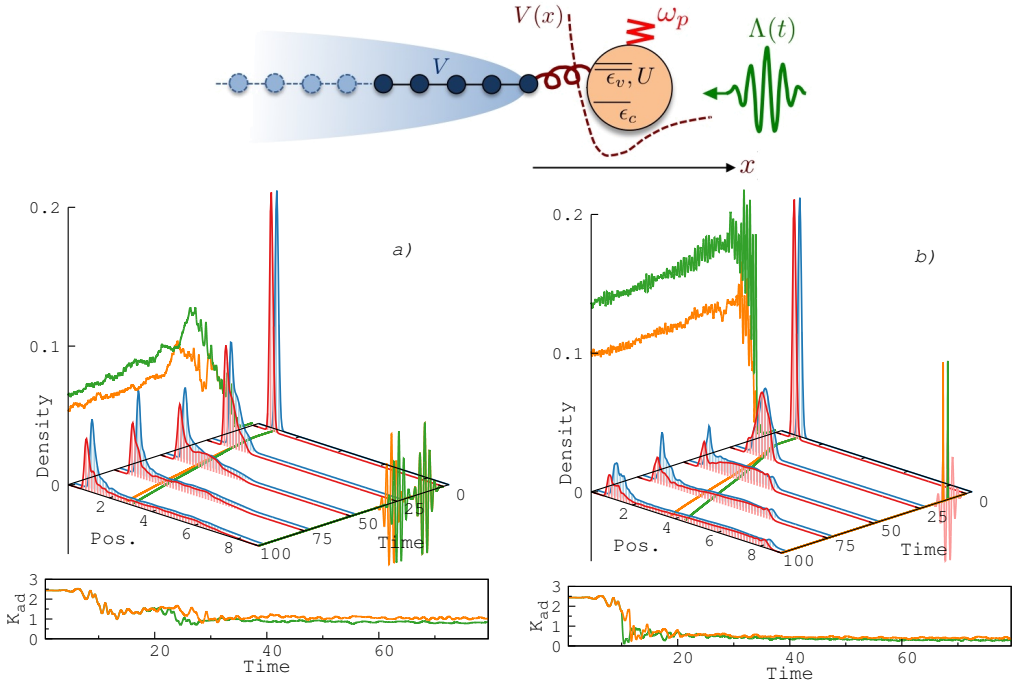 V
V(x)
ω_p
Λ(t)
ϵ_v, U
ϵ_c
x
a)
0.2
0.1
0
Density
2
4
6
8
Pos.
100
75
50
25
0
Time
b)
0.2
0.1
0
Density
2
4
6
8
Pos.
100
75
50
25
0
Time
3
2
1
0
K_ad
20
40
60
Time
3
2
1
0
K_ad
20
40
60
Time